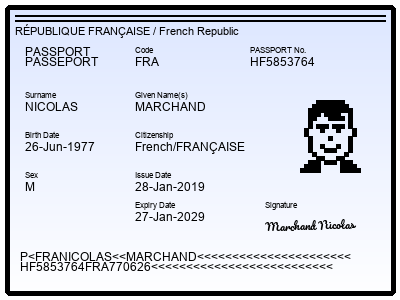 RÉPUBLIQUE FRANÇAISE / French Republic
PASSPORT
PASSEPORT
Code
FRA
PASSPORT No.
HF5853764
Surname
NICOLAS
Given Name(s)
MARCHAND
Birth Date
26-Jun-1977
Citizenship
French/FRANÇAISE
Sex
M
Issue Date
28-Jan-2019
Expiry Date
27-Jan-2029
Signature
Marchand Nicolas
P<FRANICOLAS<<MARCHAND<<<<<<<<<<<<<<<<<<<<<<
HF5853764FRA770626<<<<<<<<<<<<<<<<<<<<<<<<<<